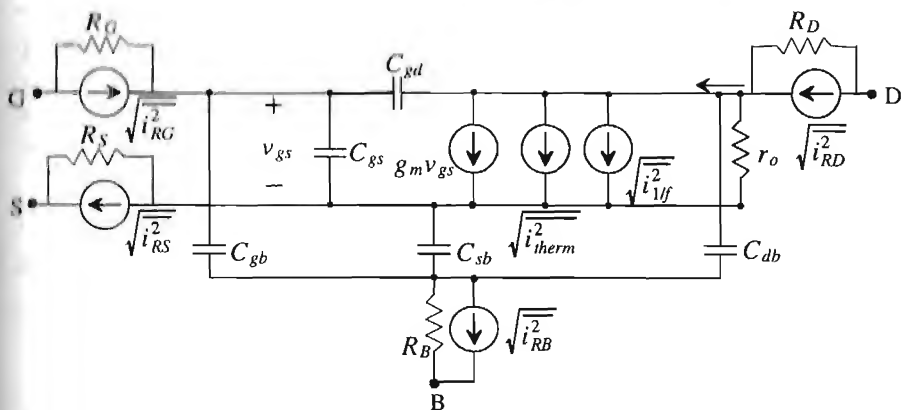 R_G
R_D
C_gd
G
D
√i²_RG
+
v_gs
−
C_gs
g_m v_gs
√i²_1/f
r_o
√i²_RD
R_S
S
√i²_RS
C_gb
C_sb
√i²_therm
C_db
R_B
√i²_RB
B